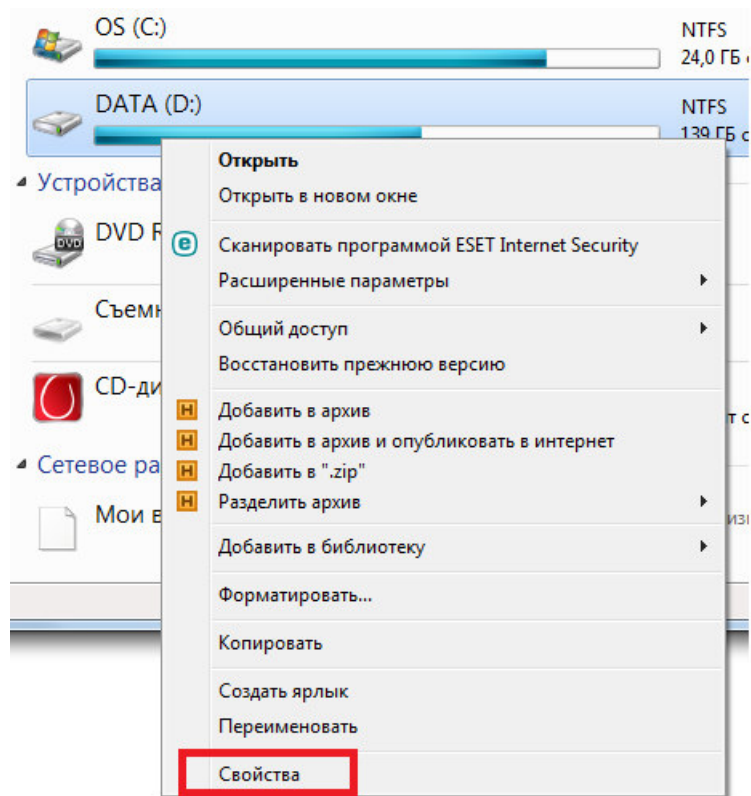 OS (C:)
NTFS
24,0 ГБ
DATA (D:)
NTFS
139 ГБ с
Открыть
Устройства
Открыть в новом окне
DVD R
Сканировать программой ESET Internet Security
Расширенные параметры
Съемн
Общий доступ
Восстановить прежнюю версию
CD-ди
Добавить в архив
т с
Добавить в архив и опубликовать в интернет
Сетевое ра
Добавить в ".zip"
Мои в
Разделить архив
Добавить в библиотеку
Форматировать...
Копировать
Создать ярлык
Переименовать
Свойства